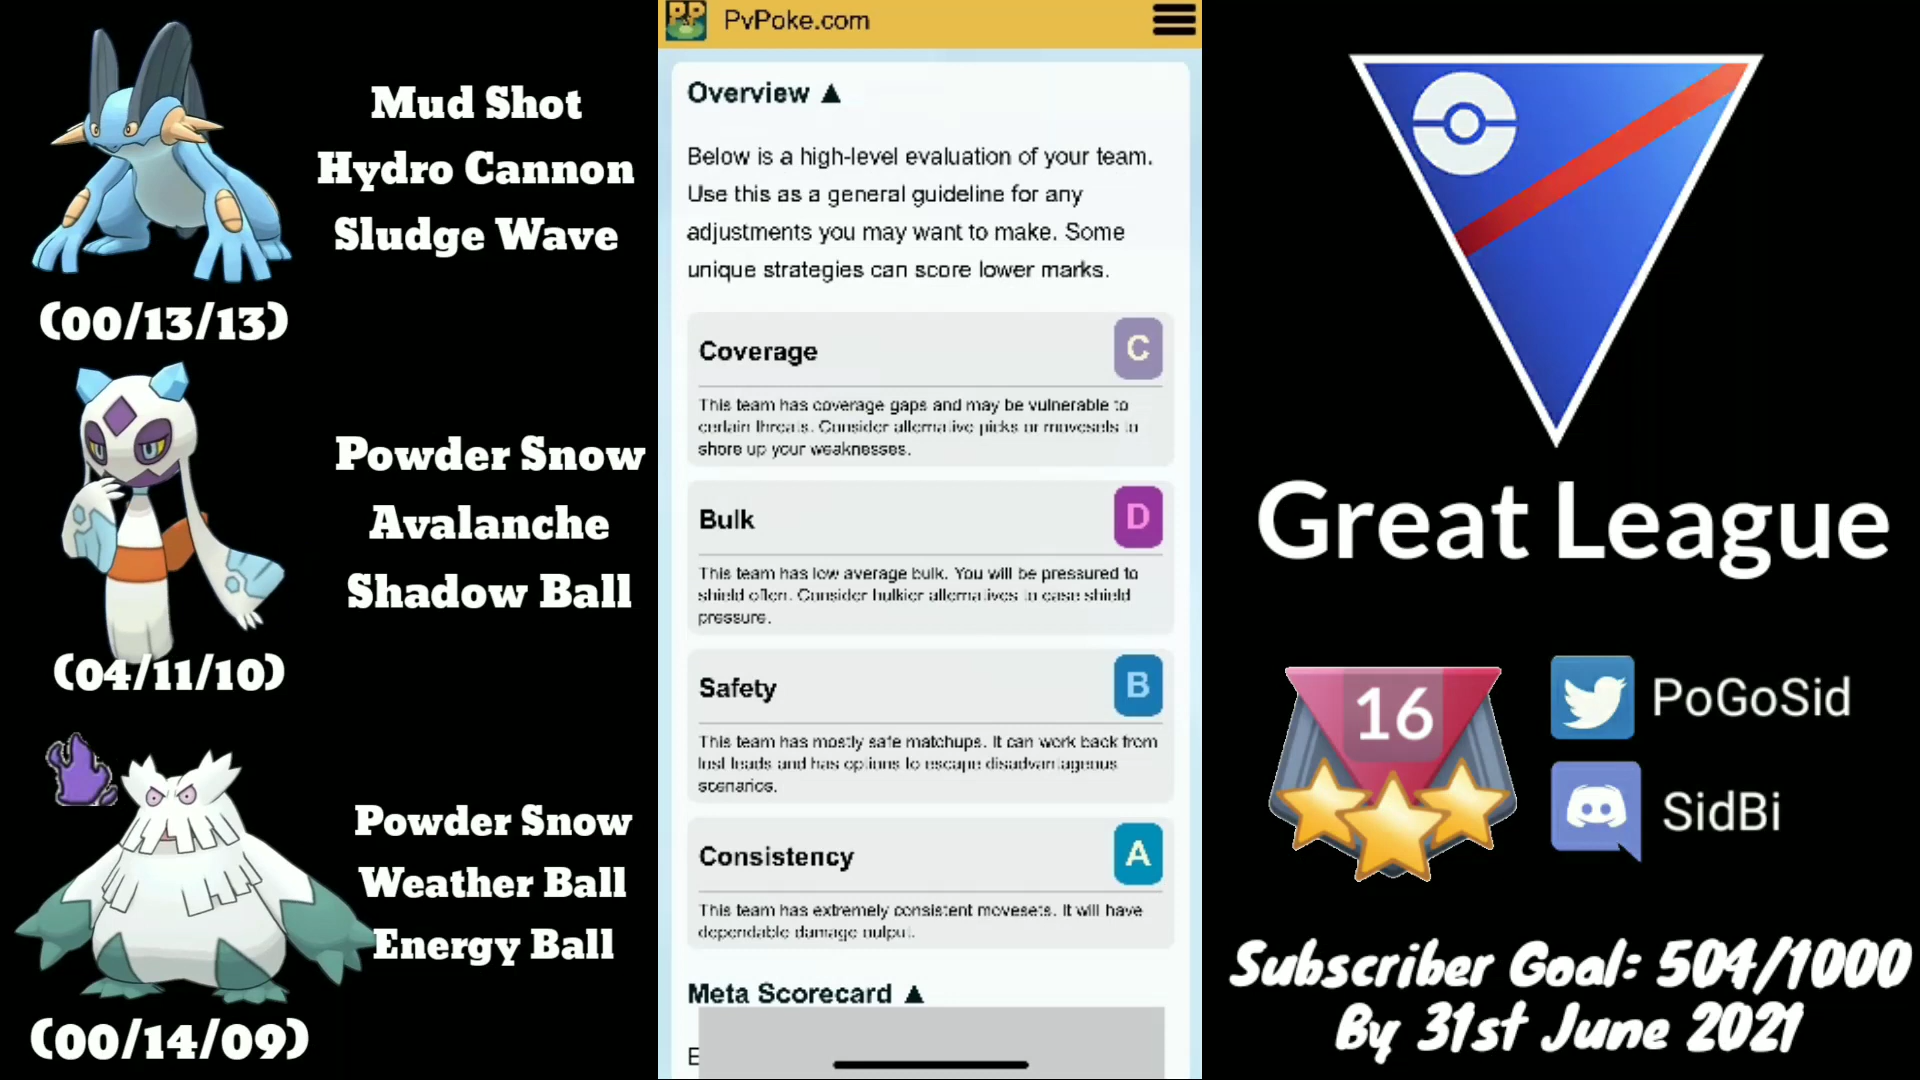 Mud Shot
Hydro Cannon
Sludge Wave
(00/13/13)
Powder Snow
Avalanche
Shadow Ball
(04/11/10)
Powder Snow
Weather Ball
Energy Ball
(00/14/09)
PvPoke.com
Overview ▲
Below is a high-level evaluation of your team.
Use this as a general guideline for any
adjustments you may want to make. Some
unique strategies can score lower marks.
Coverage C
This team has coverage gaps and may be vulnerable to
certain threats. Consider alternative picks or movesets to
shore up your weaknesses.
Bulk D
This team has low average bulk. You will be pressured to
shield often. Consider bulkier alternatives to ease shield
pressure.
Safety B
This team has mostly safe matchups. It can work back from
lost leads and has options to escape disadvantageous
scenarios.
Consistency A
This team has extremely consistent movesets. It will have
dependable damage output.
Meta Scorecard ▲
E
Great League
16
PoGoSid
SidBi
Subscriber Goal: 504/1000
By 31st June 2021